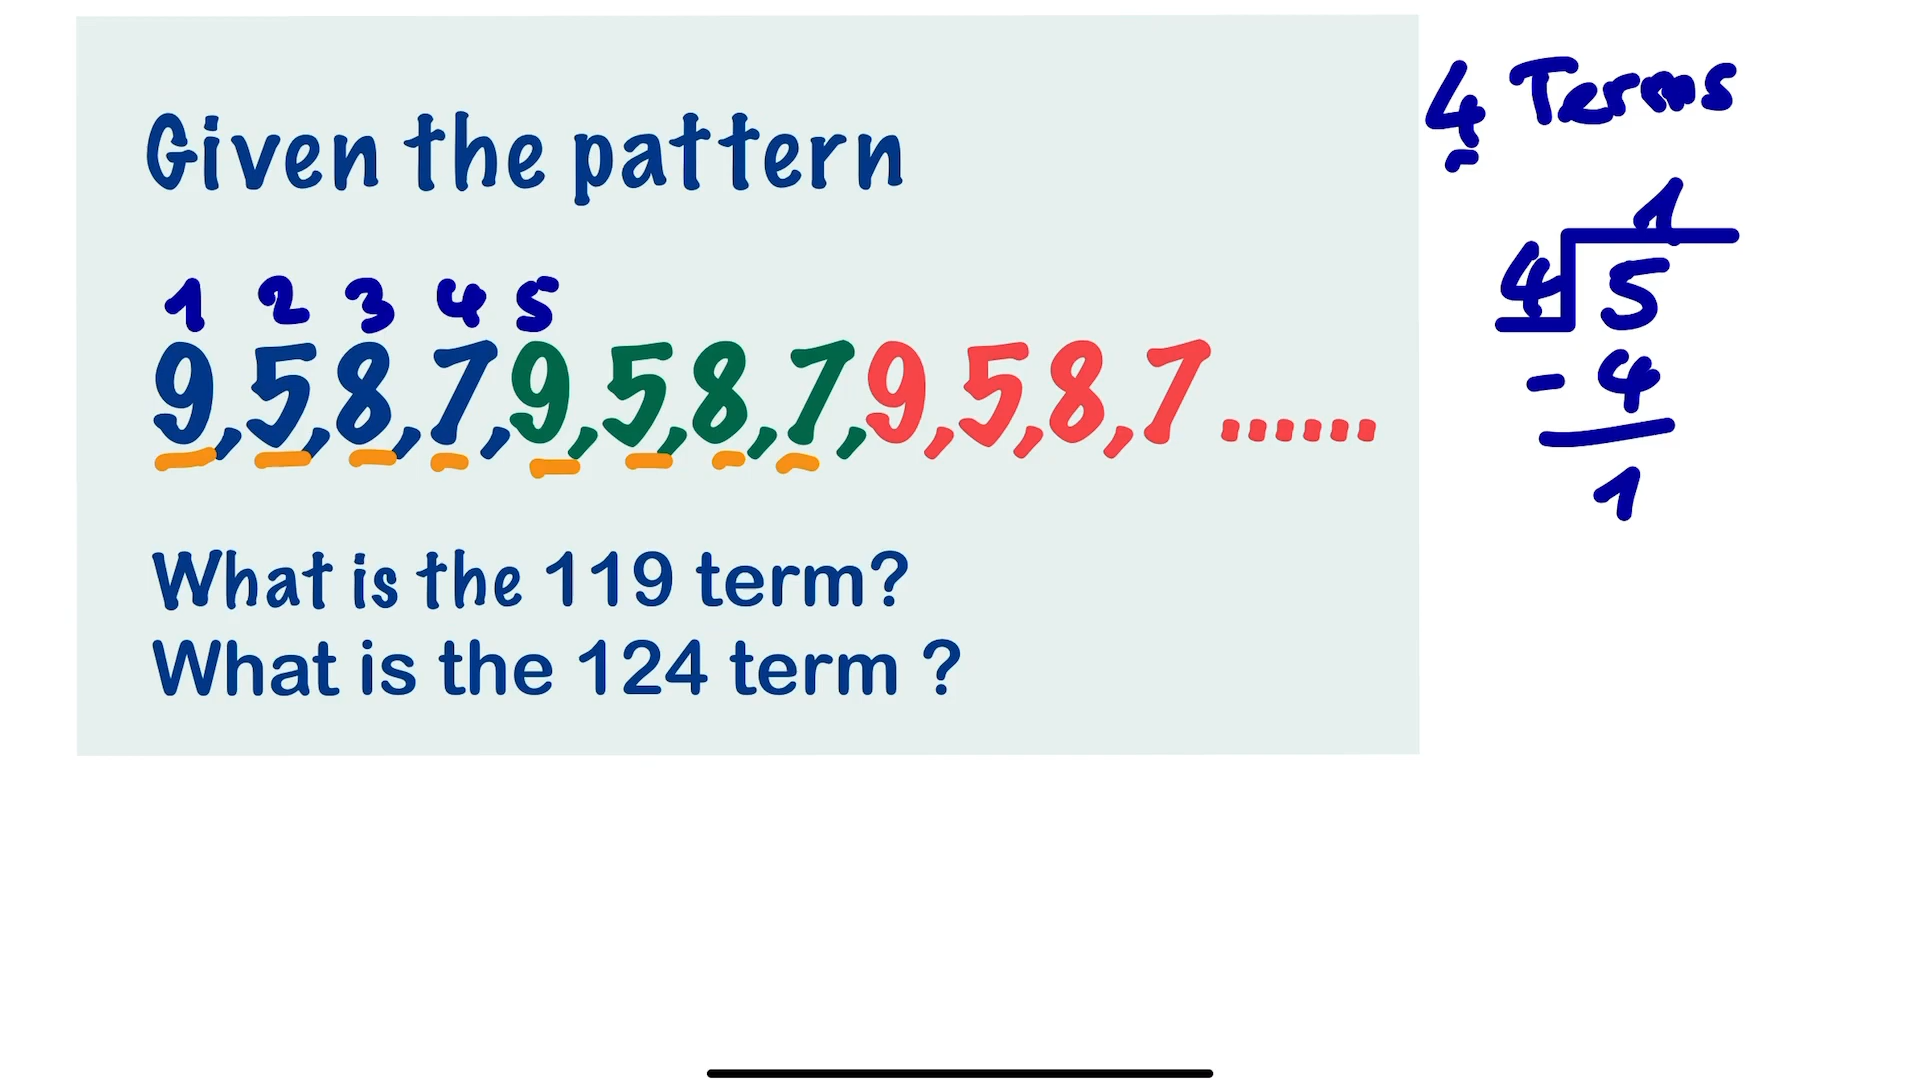 Given the pattern
1 2 3 4 5
9,5,8,7,9,5,8,7,9,5,8,7......
What is the 119 term?
What is the 124 term ?
4 Terms
1
4 5
- 4
1